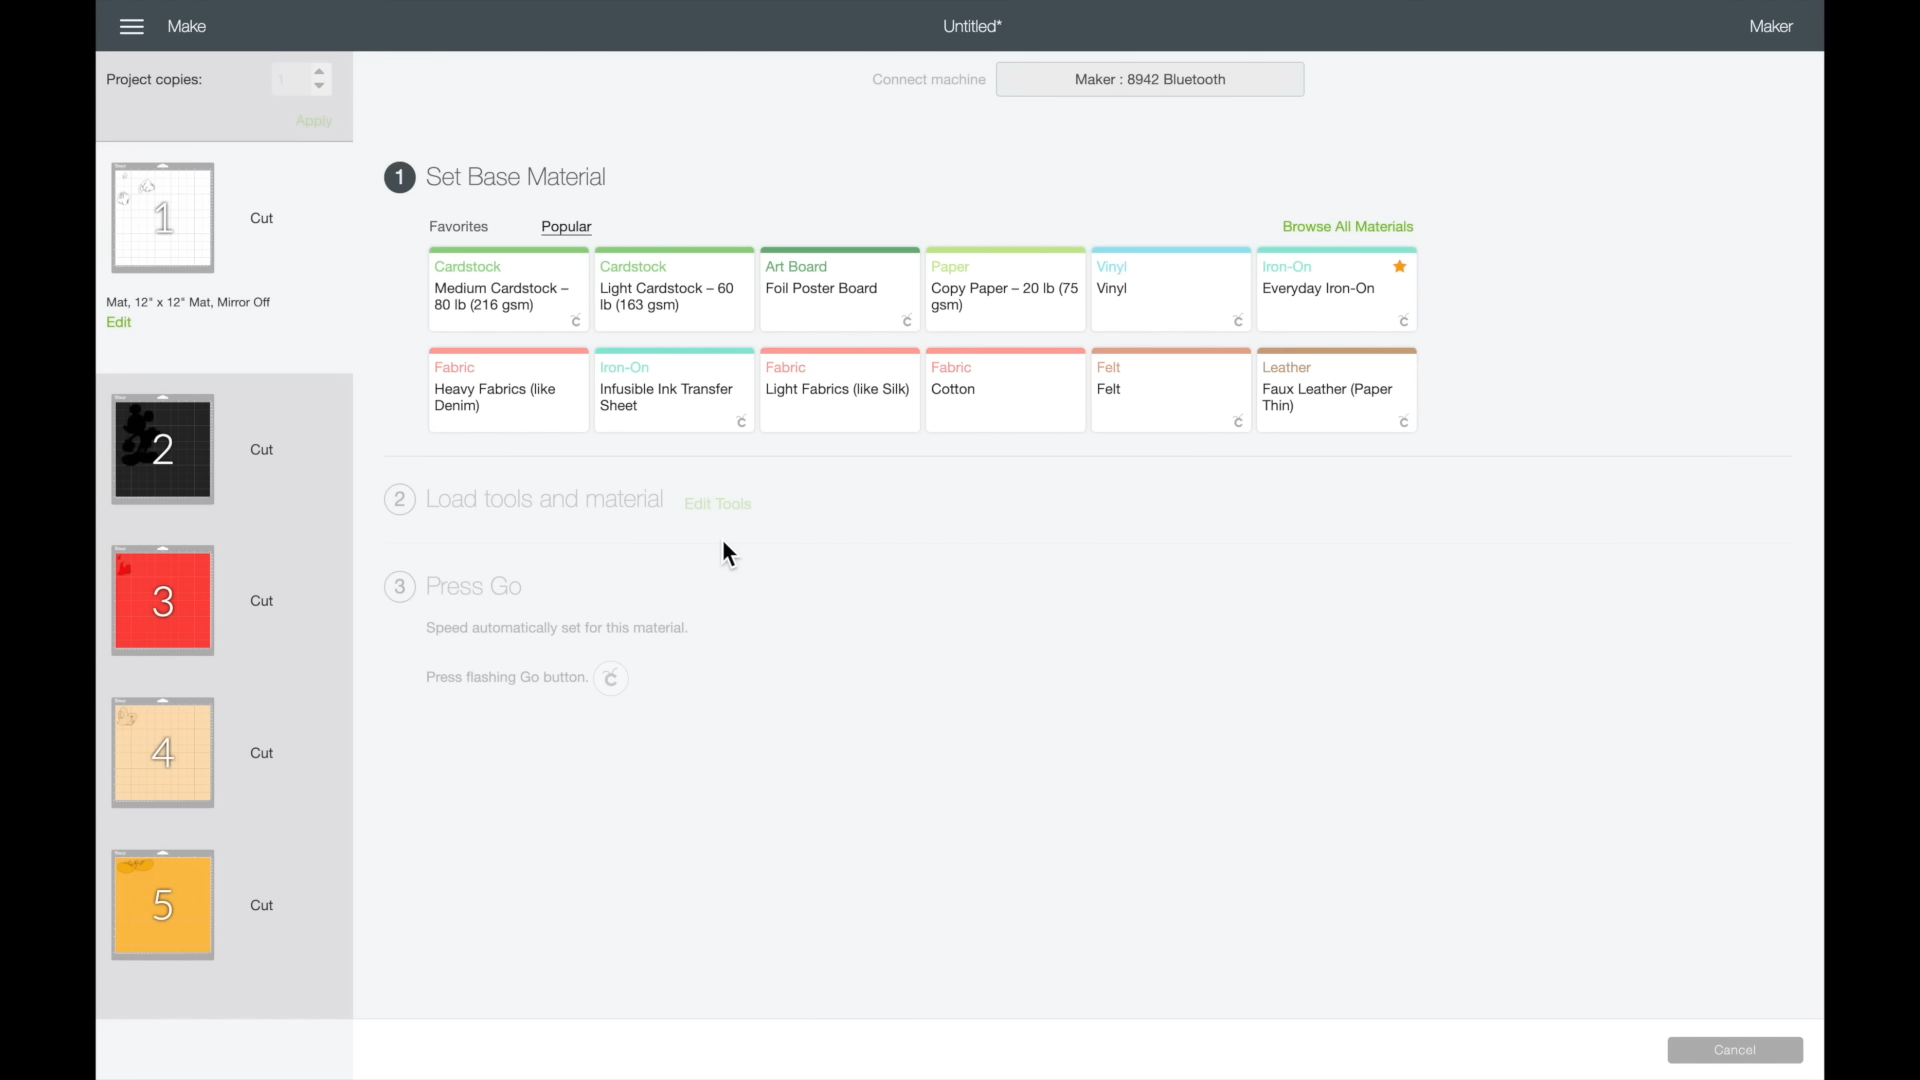 Make
Untitled*
Maker
Project copies:
1
Apply
Connect machine
Maker : 8942 Bluetooth
1
Cut
Mat, 12" x 12" Mat, Mirror Off
Edit
2
Cut
3
Cut
4
Cut
5
Cut
1 Set Base Material
Favorites
Popular
Browse All Materials
Cardstock
Medium Cardstock –
80 lb (216 gsm)
Cardstock
Light Cardstock – 60
lb (163 gsm)
Art Board
Foil Poster Board
Paper
Copy Paper – 20 lb (75
gsm)
Vinyl
Vinyl
Iron-On
Everyday Iron-On
Fabric
Heavy Fabrics (like
Denim)
Iron-On
Infusible Ink Transfer
Sheet
Fabric
Light Fabrics (like Silk)
Fabric
Cotton
Felt
Felt
Leather
Faux Leather (Paper
Thin)
2 Load tools and material
Edit Tools
3 Press Go
Speed automatically set for this material.
Press flashing Go button.
Cancel